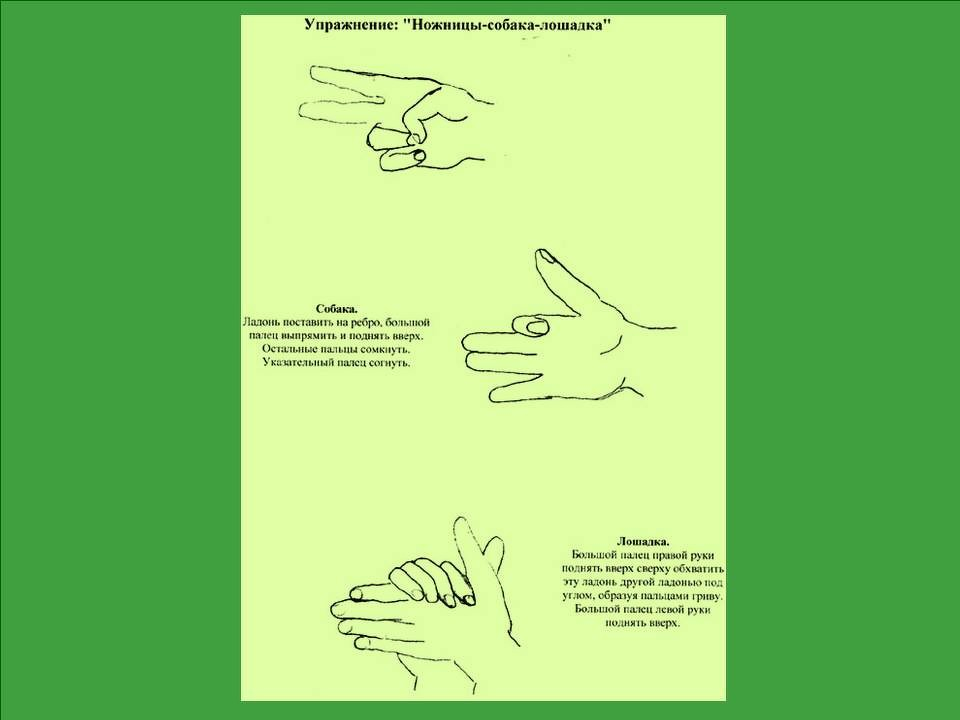 Упражнение: "Ножницы-собака-лошадка"
Собака.
Ладонь поставить на ребро, большой
палец выпрямить и поднять вверх.
Остальные пальцы сомкнуть.
Указательный палец согнуть.
Лошадка.
Большой палец правой руки
поднять вверх сверху обхватить
эту ладонь другой ладонью под
углом, образуя пальцами гриву.
Большой палец левой руки
поднять вверх.